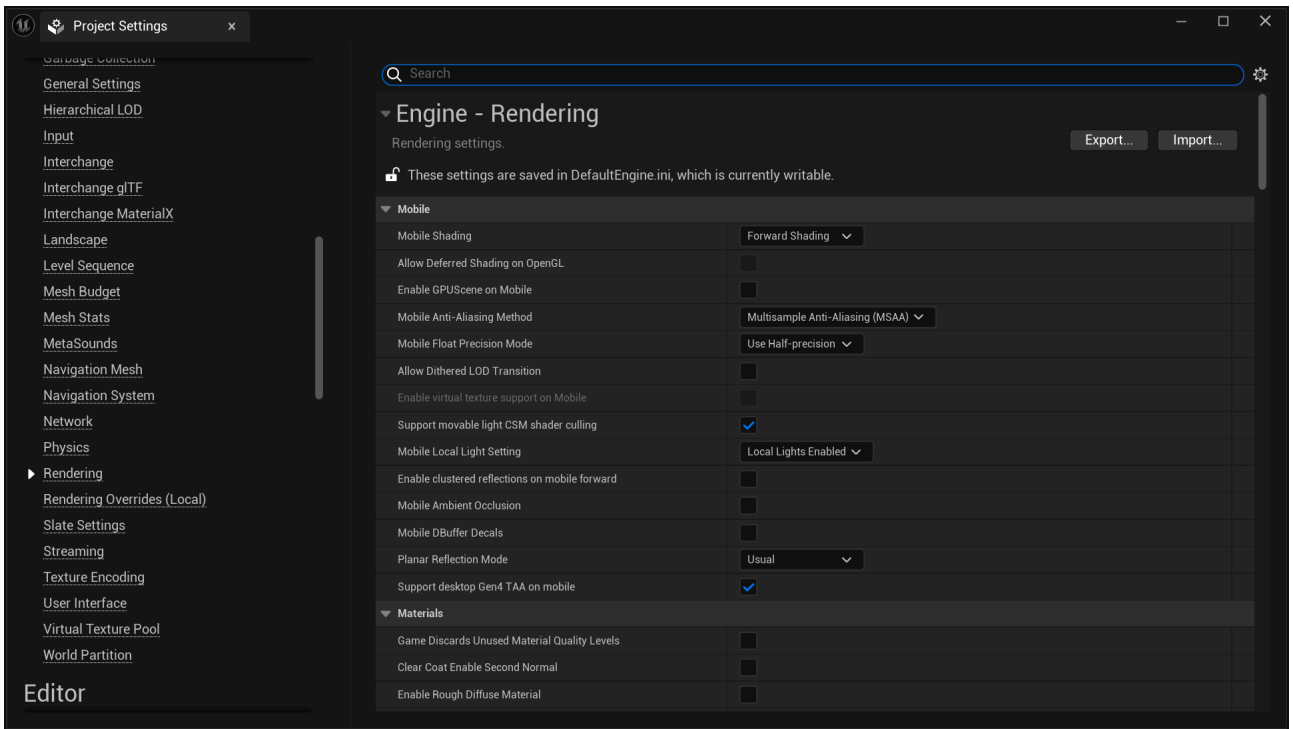 Project Settings
Garbage Collection
General Settings
Hierarchical LOD
Input
Interchange
Interchange glTF
Interchange MaterialX
Landscape
Level Sequence
Mesh Budget
Mesh Stats
MetaSounds
Navigation Mesh
Navigation System
Network
Physics
Rendering
Rendering Overrides (Local)
Slate Settings
Streaming
Texture Encoding
User Interface
Virtual Texture Pool
World Partition
Editor
Search
Engine - Rendering
Rendering settings.
Export... Import...
These settings are saved in DefaultEngine.ini, which is currently writable.
Mobile
Mobile Shading Forward Shading
Allow Deferred Shading on OpenGL
Enable GPUScene on Mobile
Mobile Anti-Aliasing Method Multisample Anti-Aliasing (MSAA)
Mobile Float Precision Mode Use Half-precision
Allow Dithered LOD Transition
Enable virtual texture support on Mobile
Support movable light CSM shader culling
Mobile Local Light Setting Local Lights Enabled
Enable clustered reflections on mobile forward
Mobile Ambient Occlusion
Mobile DBuffer Decals
Planar Reflection Mode Usual
Support desktop Gen4 TAA on mobile
Materials
Game Discards Unused Material Quality Levels
Clear Coat Enable Second Normal
Enable Rough Diffuse Material